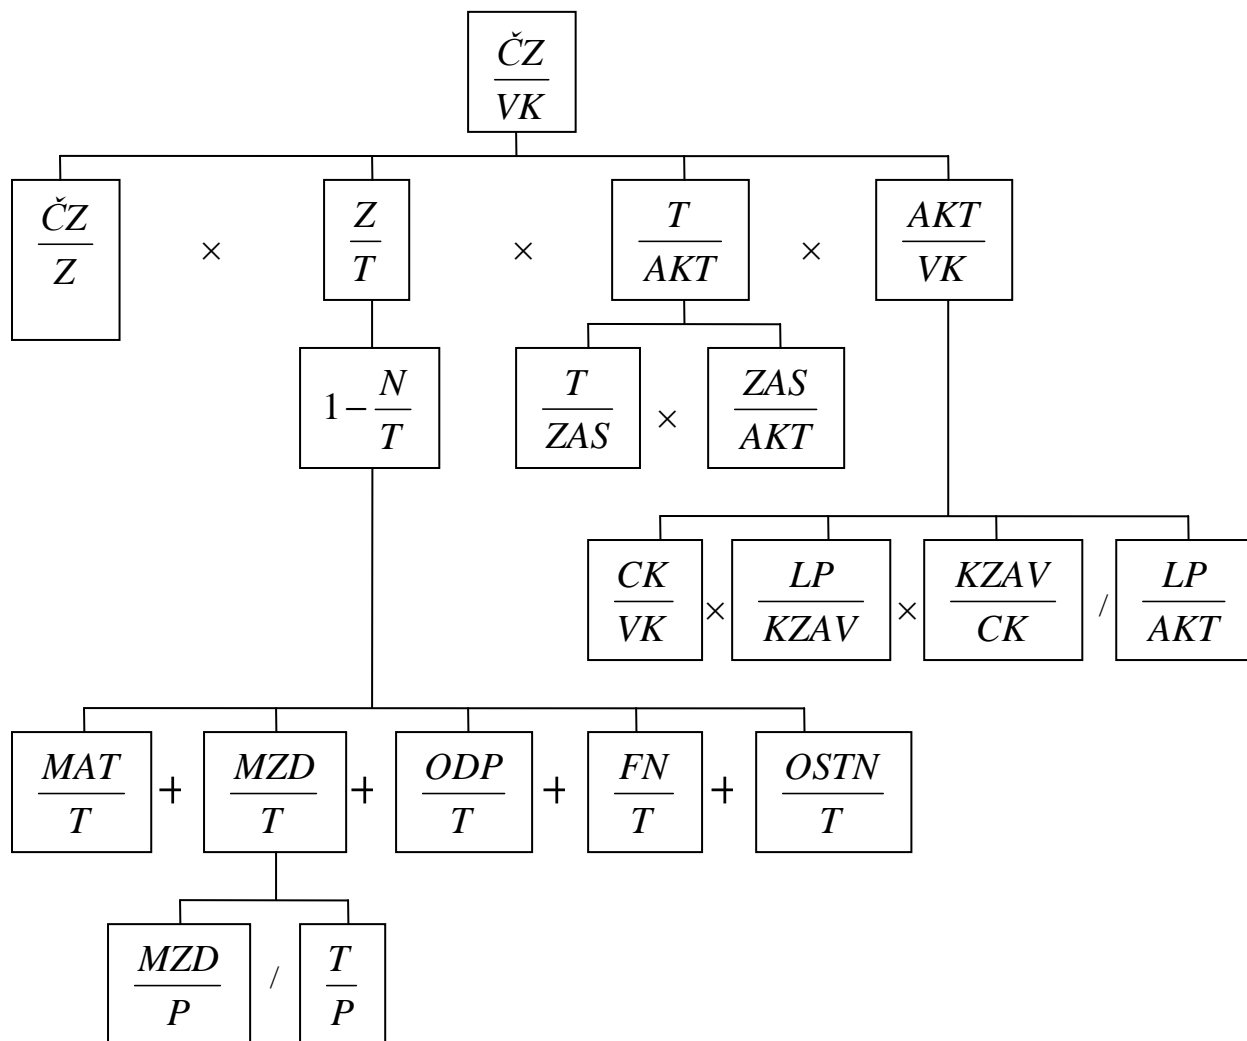 ČZ
VK
ČZ Z T AKT
Z × T × AKT × VK
1 − N T ZAS
T ZAS × AKT
CK LP KZAV LP
VK × KZAV × CK / AKT
MAT MZD ODP FN OSTN
T + T + T + T + T
MZD T
P / P